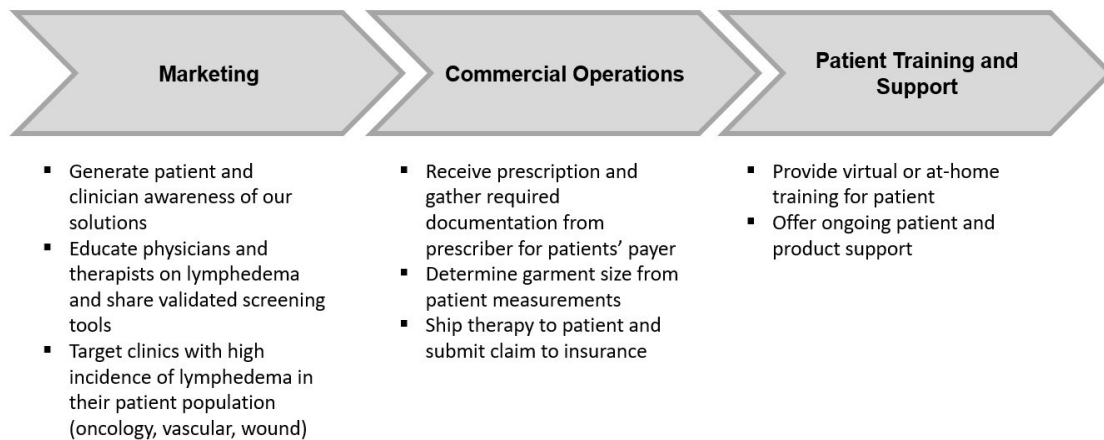 Marketing
Commercial Operations
Patient Training and
Support
▪ Generate patient and
clinician awareness of our
solutions
▪ Educate physicians and
therapists on lymphedema
and share validated screening
tools
▪ Target clinics with high
incidence of lymphedema in
their patient population
(oncology, vascular, wound)
▪ Receive prescription and
gather required
documentation from
prescriber for patients’ payer
▪ Determine garment size from
patient measurements
▪ Ship therapy to patient and
submit claim to insurance
▪ Provide virtual or at-home
training for patient
▪ Offer ongoing patient and
product support